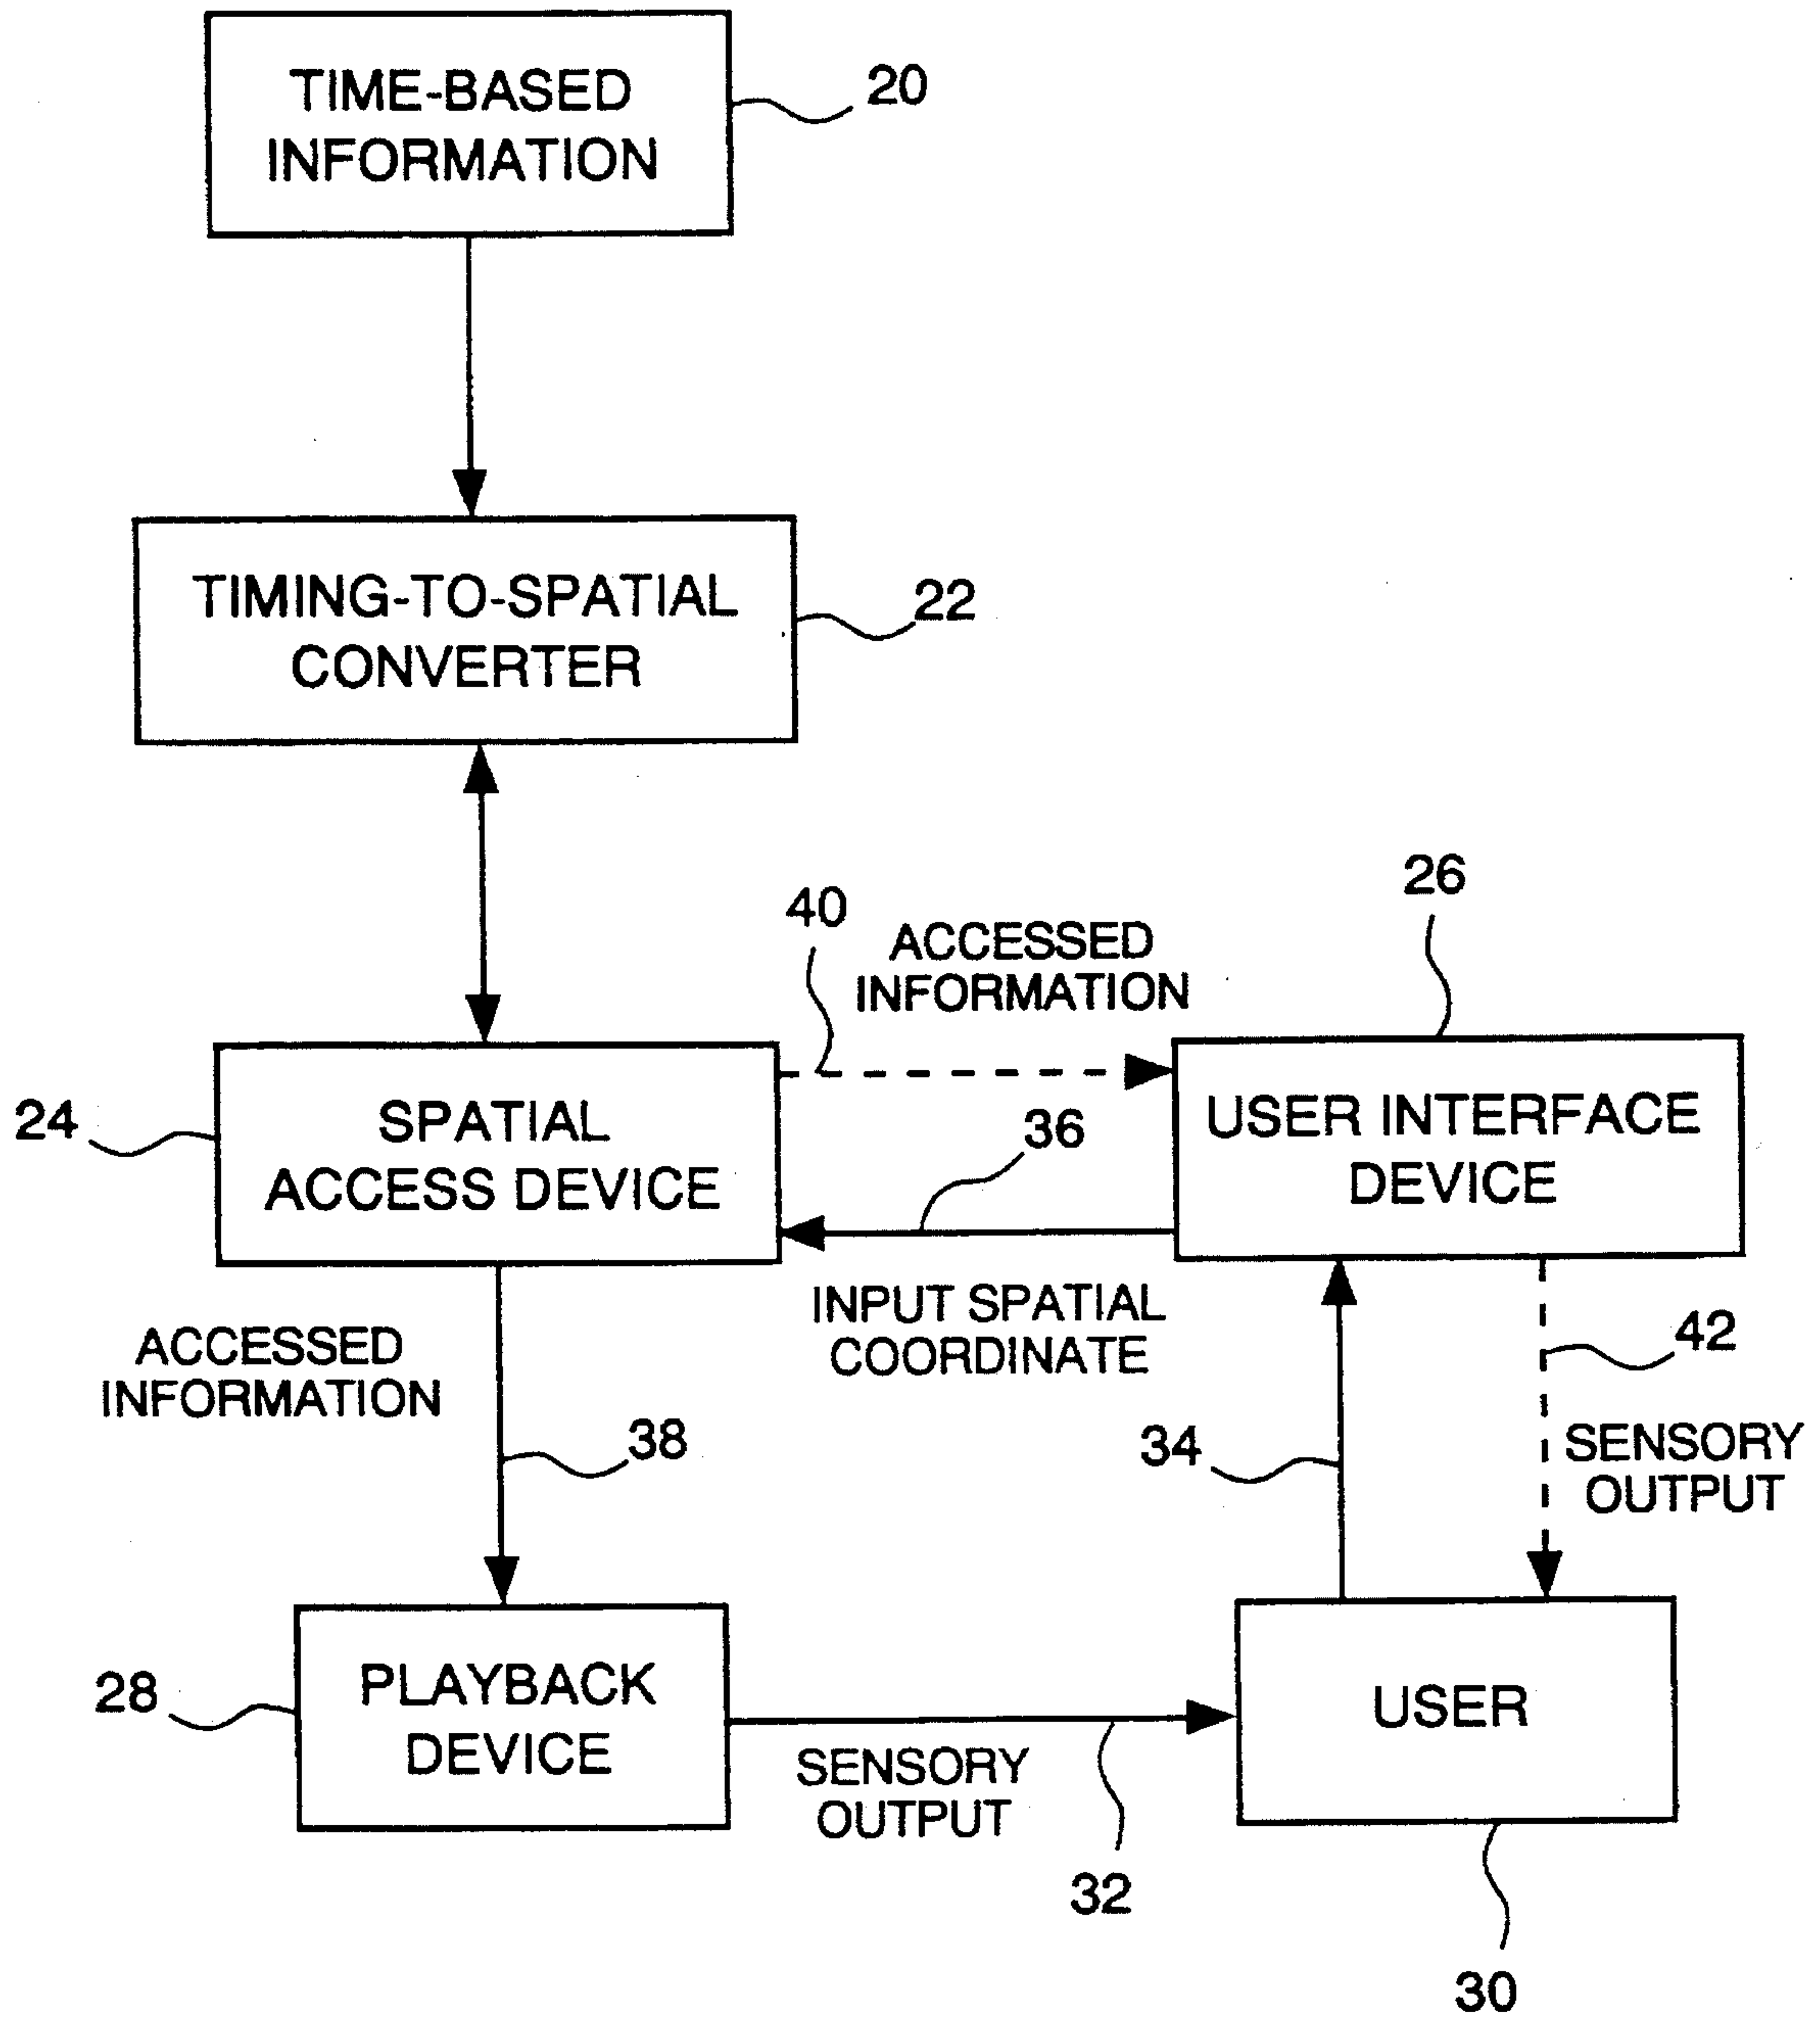 TIME-BASED
INFORMATION
20
TIMING-TO-SPATIAL
CONVERTER
22
26
40
ACCESSED
INFORMATION
24
SPATIAL
ACCESS DEVICE
36
USER INTERFACE
DEVICE
INPUT SPATIAL
COORDINATE
ACCESSED
INFORMATION
38
34
42
SENSORY
OUTPUT
28
PLAYBACK
DEVICE
SENSORY
OUTPUT
32
USER
30